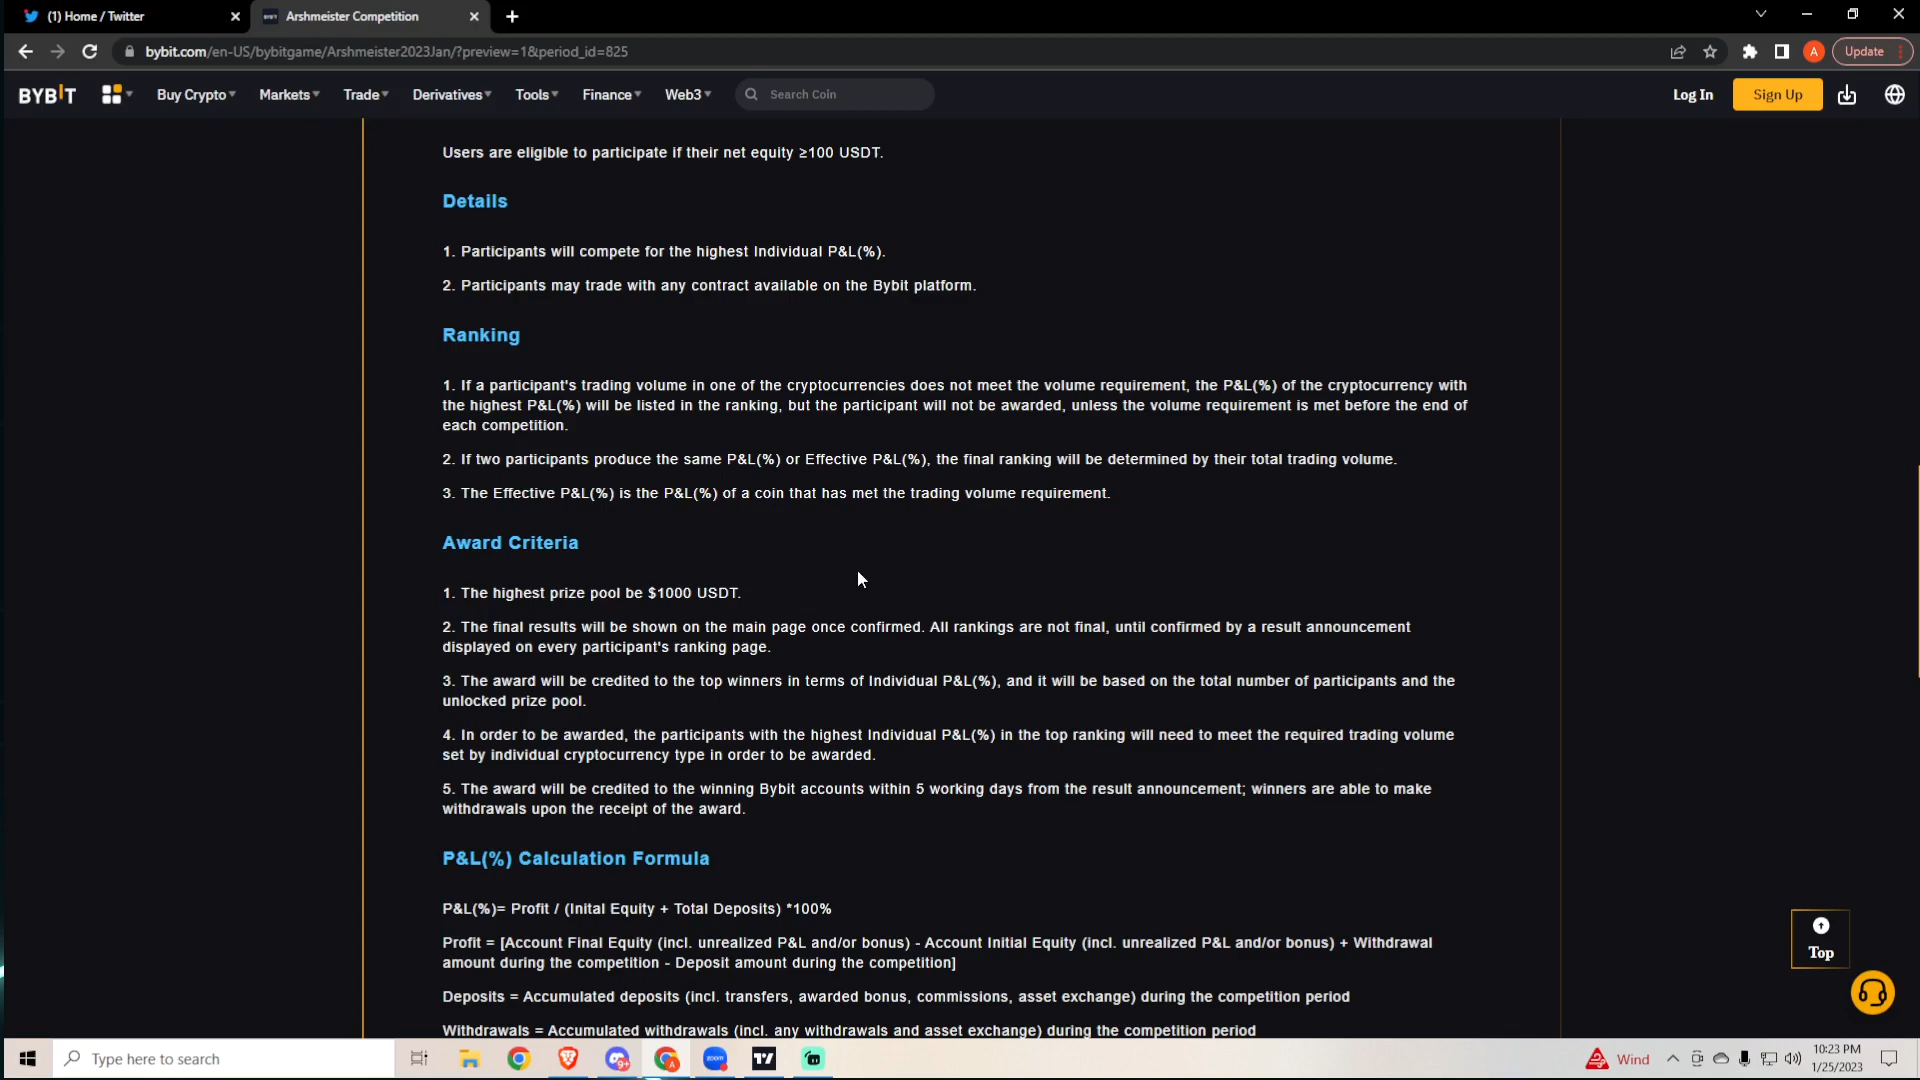 (1) Home / Twitter
Arshmeister Competition
bybit.com/en-US/bybitgame/Arshmeister2023Jan/?preview=1&period_id=825
A
Update
BYBIT
Buy Crypto
Markets
Trade
Derivatives
Tools
Finance
Web3
Search Coin
Log In
Sign Up
Users are eligible to participate if their net equity ≥100 USDT.
Details
1. Participants will compete for the highest Individual P&L(%).
2. Participants may trade with any contract available on the Bybit platform.
Ranking
1. If a participant's trading volume in one of the cryptocurrencies does not meet the volume requirement, the P&L(%) of the cryptocurrency with
the highest P&L(%) will be listed in the ranking, but the participant will not be awarded, unless the volume requirement is met before the end of
each competition.
2. If two participants produce the same P&L(%) or Effective P&L(%), the final ranking will be determined by their total trading volume.
3. The Effective P&L(%) is the P&L(%) of a coin that has met the trading volume requirement.
Award Criteria
1. The highest prize pool be $1000 USDT.
2. The final results will be shown on the main page once confirmed. All rankings are not final, until confirmed by a result announcement
displayed on every participant's ranking page.
3. The award will be credited to the top winners in terms of Individual P&L(%), and it will be based on the total number of participants and the
unlocked prize pool.
4. In order to be awarded, the participants with the highest Individual P&L(%) in the top ranking will need to meet the required trading volume
set by individual cryptocurrency type in order to be awarded.
5. The award will be credited to the winning Bybit accounts within 5 working days from the result announcement; winners are able to make
withdrawals upon the receipt of the award.
P&L(%) Calculation Formula
P&L(%)= Profit / (Inital Equity + Total Deposits) *100%
Profit = [Account Final Equity (incl. unrealized P&L and/or bonus) - Account Initial Equity (incl. unrealized P&L and/or bonus) + Withdrawal
amount during the competition - Deposit amount during the competition]
Deposits = Accumulated deposits (incl. transfers, awarded bonus, commissions, asset exchange) during the competition period
Withdrawals = Accumulated withdrawals (incl. any withdrawals and asset exchange) during the competition period
Top
Type here to search
zoom
Wind
10:23 PM
1/25/2023